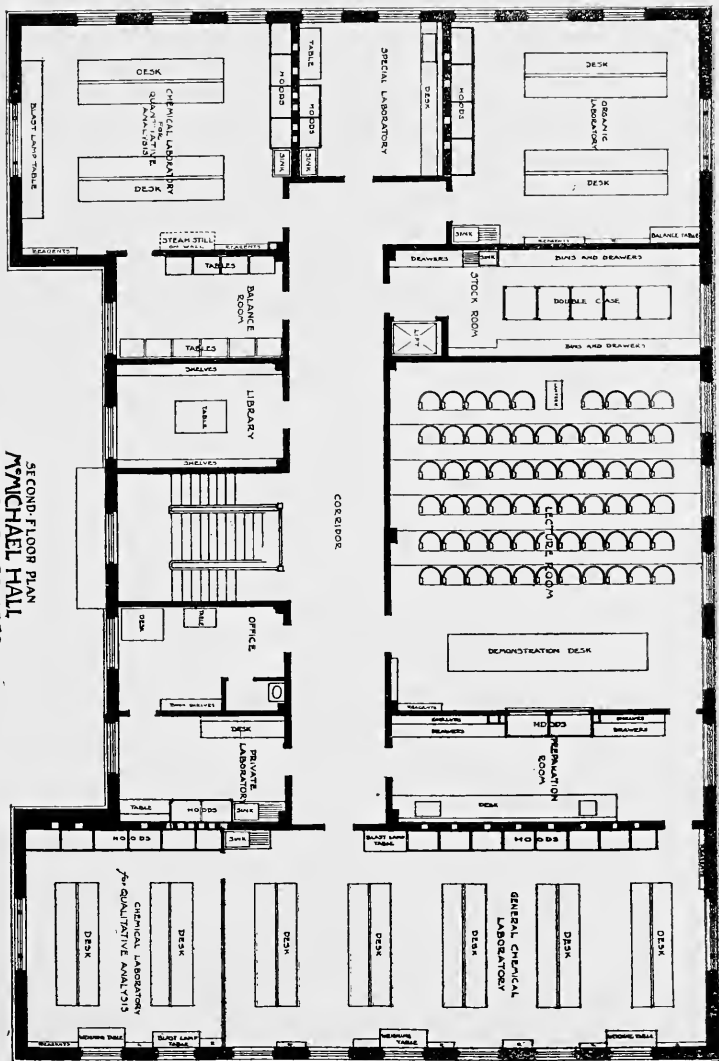 TABLE
HOODS
HOODS
SINK
SINK
SPECIAL LABORATORY
DESK
HOODS
DESK
ORGANIC
LABORATORY
DESK
SINK
REAGENTS
BALANCE TABLE
DESK
CHEMICAL LABORATORY
FOR
QUANTITATIVE
ANALYSIS
DESK
BLAST LAMP TABLE
REAGENTS
STEAM STILL
ON WALL
REAGENTS
TABLES
BALANCE
ROOM
TABLES
DRAWERS
SINK
BINS AND DRAWERS
STOCK ROOM
DOUBLE CASE
LIFT
BINS AND DRAWERS
SHELVES
LIBRARY
TABLE
SHELVES
LANTERN
LECTURE ROOM
CORRIDOR
DEMONSTRATION DESK
REAGENTS
OFFICE
TABLE
DESK
BOOK SHELVES
SHELVES
DRAWERS
HOODS
SHELVES
DRAWERS
DESK
PRIVATE
LABORATORY
TABLE
HOODS
SINK
PREPARATION
ROOM
DESK
HOODS
SINK
BLAST LAMP
TABLE
HOODS
DESK
CHEMICAL LABORATORY
for QUALITATIVE ANALYSIS
DESK
DESK
DESK
DESK
GENERAL CHEMICAL
LABORATORY
DESK
DESK
REAGENTS
WEIGHING TABLE
BLAST LAMP
TABLE
WEIGHING
TABLE
WEIGHING TABLE
SECOND-FLOOR PLAN
McMICHAEL HALL